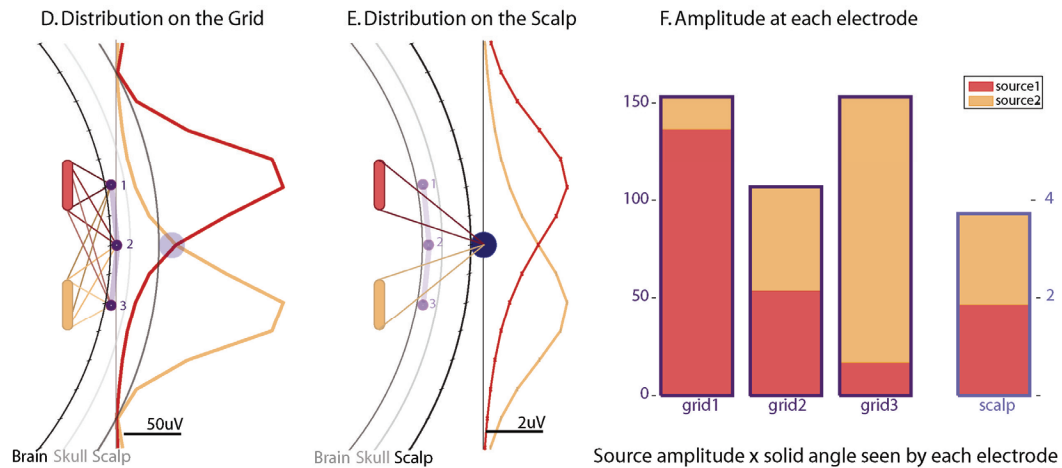 D. Distribution on the Grid
1
2
3
50uV
Brain Skull Scalp
E. Distribution on the Scalp
1
2
3
2uV
Brain Skull Scalp
F. Amplitude at each electrode
source1
source2
150-
100-
50-
0-
- 4
- 2
-
grid1 grid2 grid3 scalp
Source amplitude x solid angle seen by each electrode